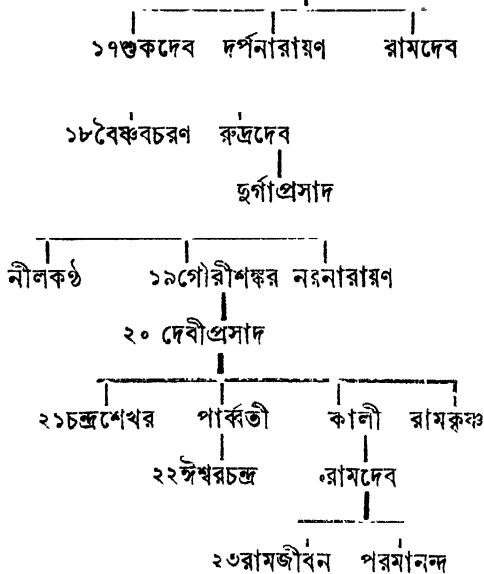 ১৭শুকদেব দর্পনারায়ণ রামদেব
১৮বৈষ্ণবচরণ রুদ্রদেব
দুর্গাপ্রসাদ
নীলকণ্ঠ ১৯গৌরীশঙ্কর নরনারায়ণ
২০ দেবীপ্রসাদ
২১চন্দ্রশেখর পার্ব্বতী কালী রামকৃষ্ণ
২২ঈশ্বরচন্দ্র রামদেব
২৩রামজীবন পরমানন্দ